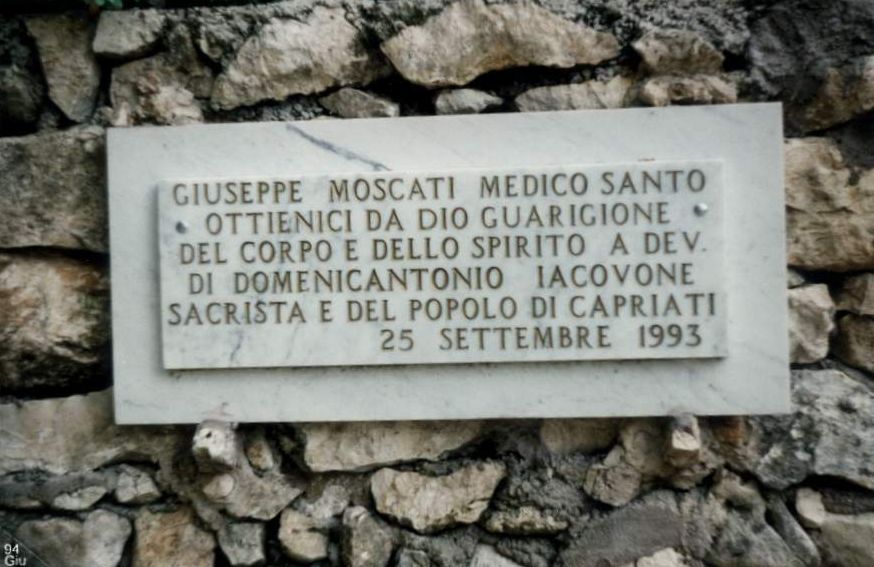 GIUSEPPE MOSCATI MEDICO SANTO
OTTIENICI DA DIO GUARIGIONE
DEL CORPO E DELLO SPIRITO A DEV.
DI DOMENICANTONIO IACOVONE
SACRISTA E DEL POPOLO DI CAPRIATI
25 SETTEMBRE 1993
94
Giu